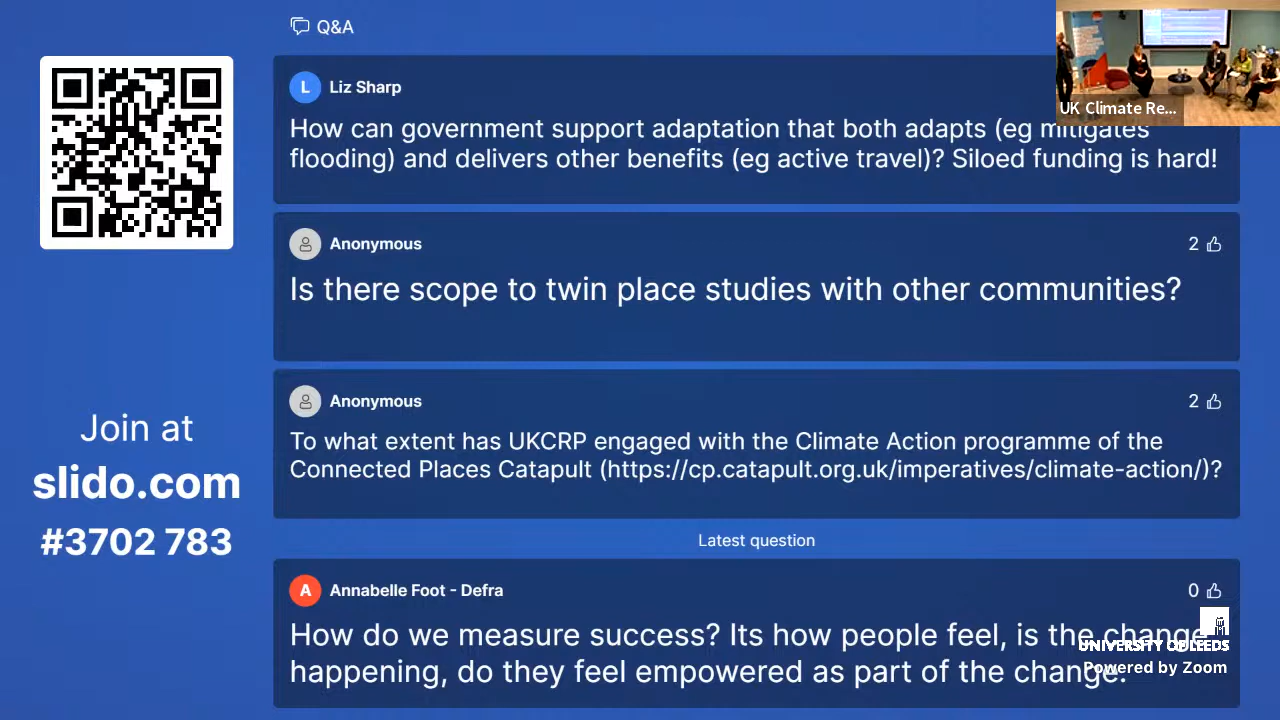 Q&A
L
Liz Sharp
How can government support adaptation that both adapts (eg mitigates
flooding) and delivers other benefits (eg active travel)? Siloed funding is hard!
UK Climate Re...
Anonymous
2
Is there scope to twin place studies with other communities?
Anonymous
2
To what extent has UKCRP engaged with the Climate Action programme of the
Connected Places Catapult (https://cp.catapult.org.uk/imperatives/climate-action/)?
Join at
slido.com
#3702 783
Latest question
A
Annabelle Foot - Defra
0
How do we measure success? Its how people feel, is the change
happening, do they feel empowered as part of the change.
UNIVERSITY OF LEEDS
Powered by Zoom